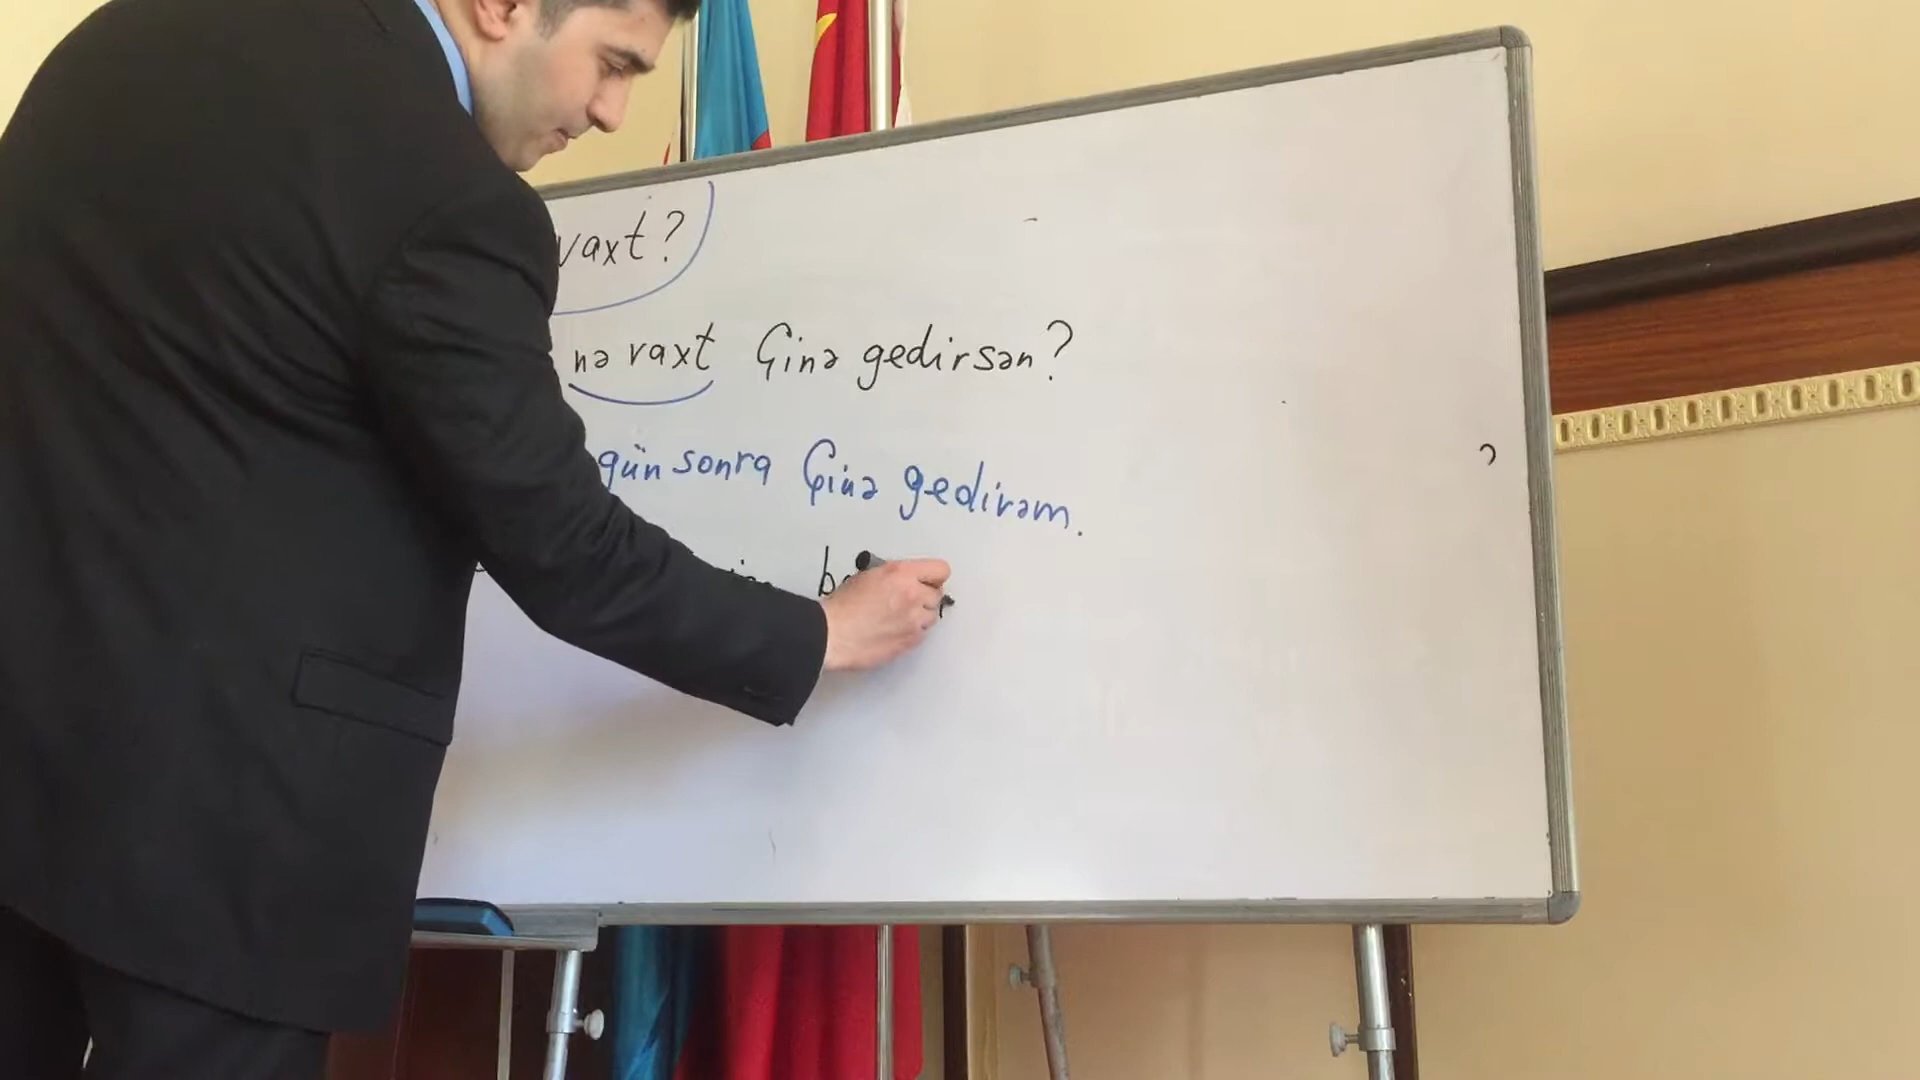 vaxt?
nə vaxt Çinə gedirsən?
gün sonra Çinə gedirəm.